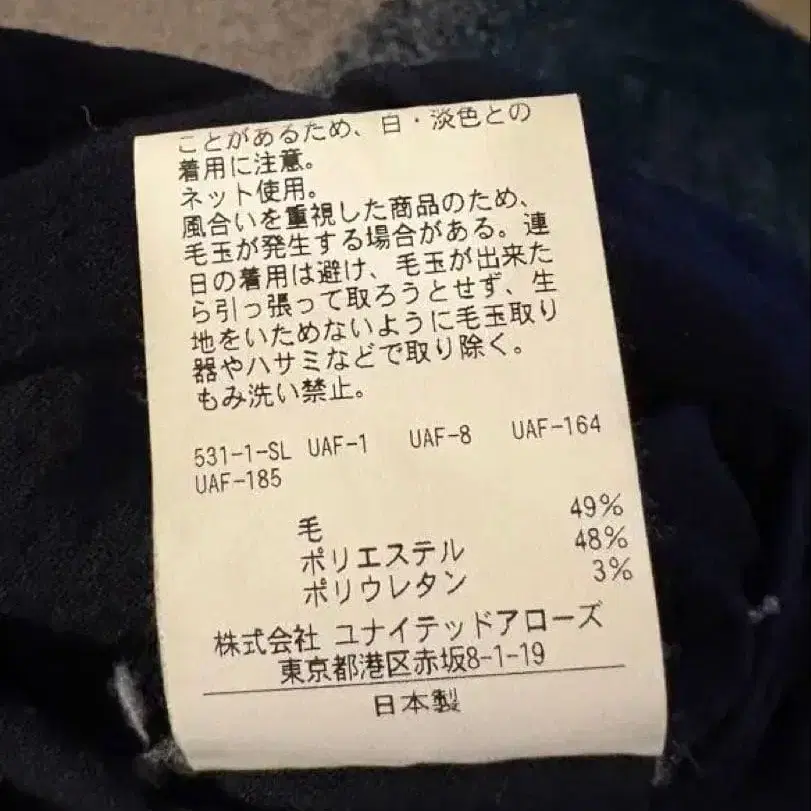 ことがあるため、白・淡色との
着用に注意。
ネット使用。
風合いを重視した商品のため、
毛玉が発生する場合がある。連
日の着用は避け、毛玉が出来た
ら引っ張って取ろうとせず、生
地をいためないように毛玉取り
器やハサミなどで取り除く。
もみ洗い禁止。
531-1-SL UAF-1 UAF-8 UAF-164
UAF-185
毛 49%
ポリエステル 48%
ポリウレタン 3%
株式会社 ユナイテッドアローズ
東京都港区赤坂8-1-19
日本製